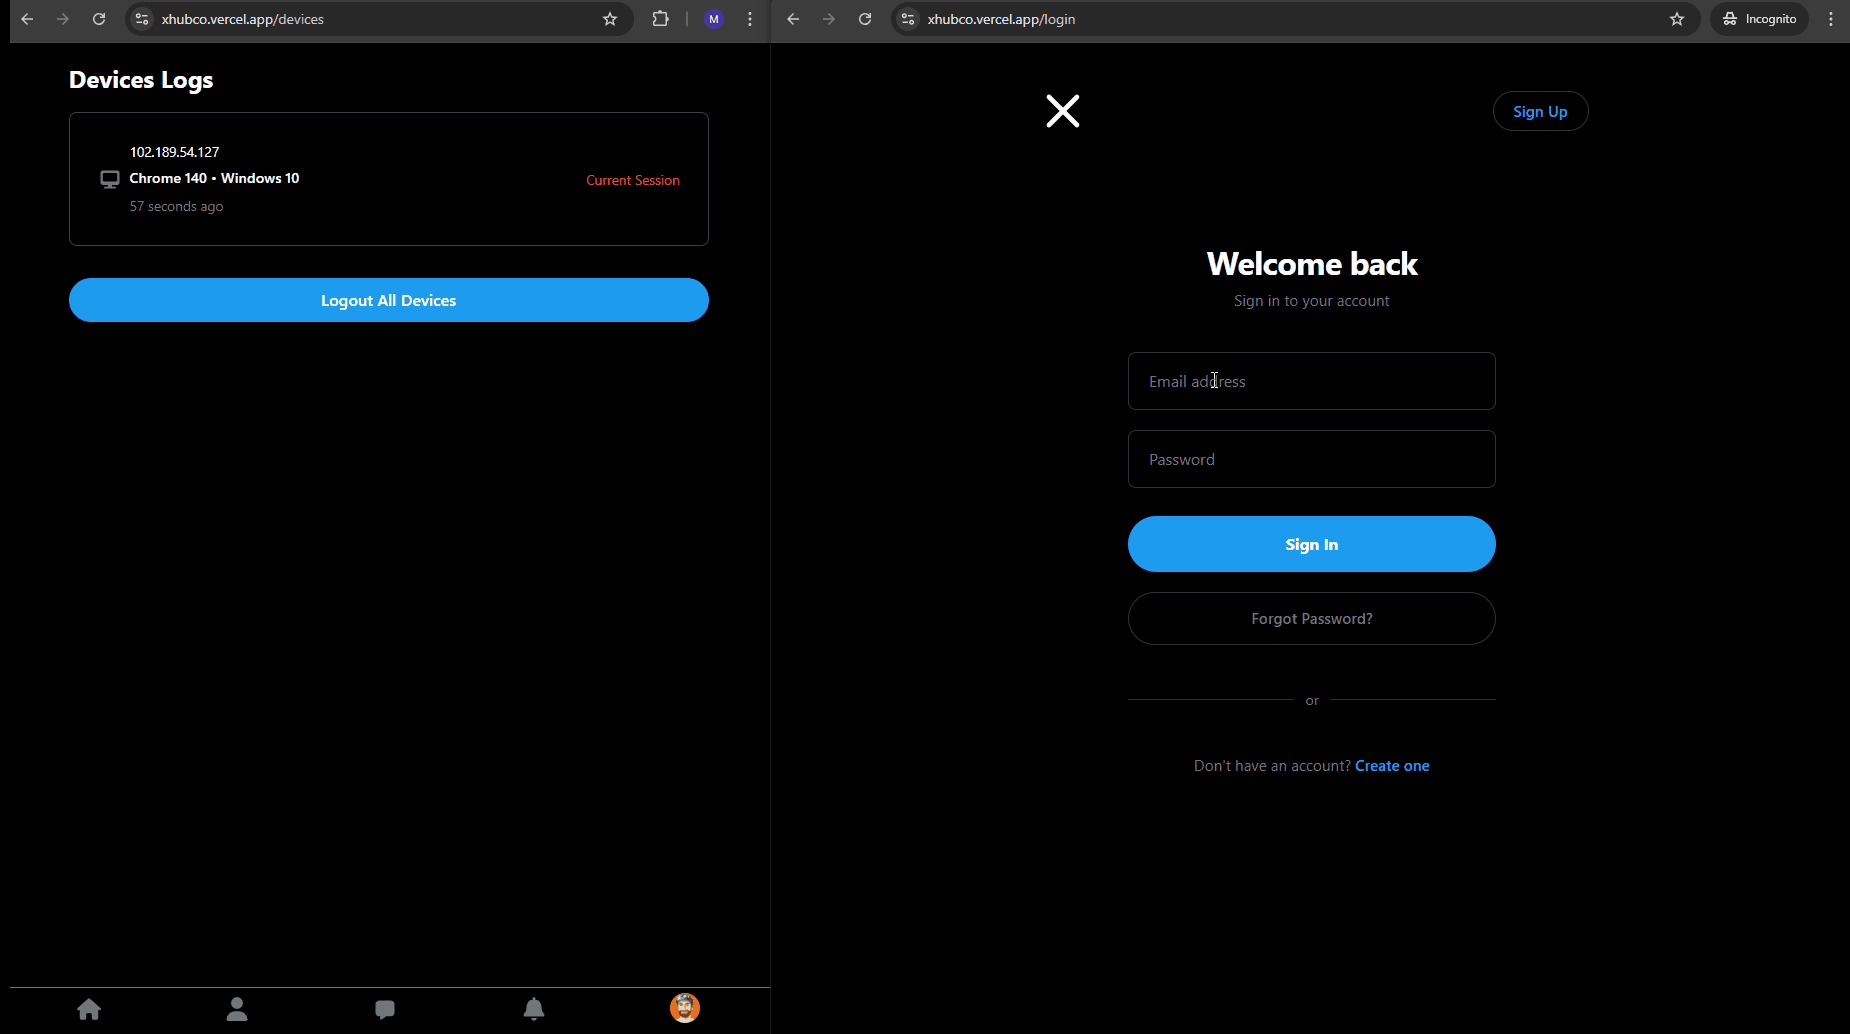 xhubco.vercel.app/devices
M
Devices Logs
102.189.54.127
Chrome 140 • Windows 10
57 seconds ago
Current Session
Logout All Devices
xhubco.vercel.app/login
Incognito
Sign Up
Welcome back
Sign in to your account
Email address
Password
Sign In
Forgot Password?
or
Don't have an account? Create one